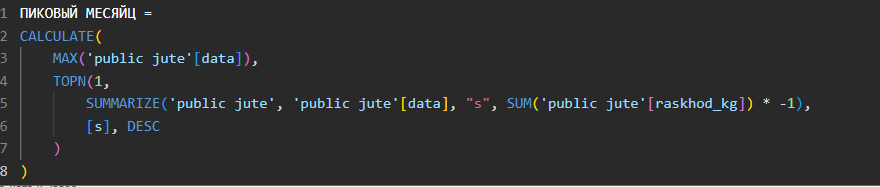 1 ПИКОВЫЙ МЕСЯЙЦ =
2 CALCULATE(
3 MAX('public jute'[data]),
4 TOPN(1,
5 SUMMARIZE('public jute', 'public jute'[data], "s", SUM('public jute'[raskhod_kg]) * -1),
6 [s], DESC
7 )
8 )